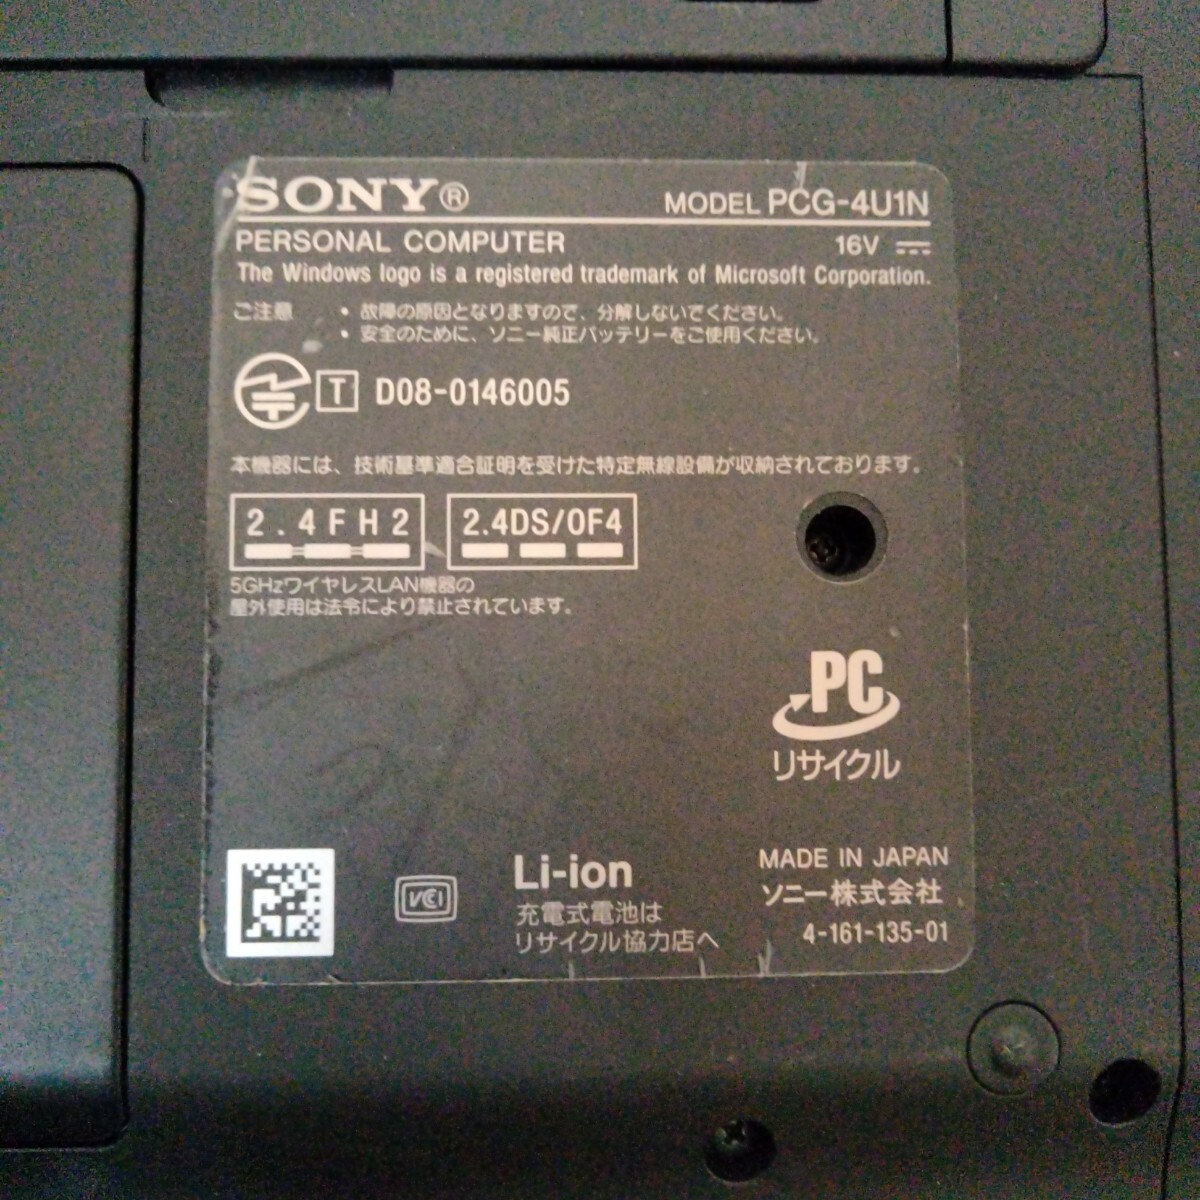 SONY®
MODEL PCG-4U1N
PERSONAL COMPUTER
16V
The Windows logo is a registered trademark of Microsoft Corporation.
ご注意 • 故障の原因となりますので、分解しないでください。
• 安全のために、ソニー純正バッテリーをご使用ください。
T D08-0146005
本機器には、技術基準適合証明を受けた特定無線設備が収納されております。
2.4FH2 2.4DS/OF4
5GHzワイヤレスLAN機器の
屋外使用は法令により禁止されています。
PC
リサイクル
VCI
Li-ion
充電式電池は
リサイクル協力店へ
MADE IN JAPAN
ソニー株式会社
4-161-135-01